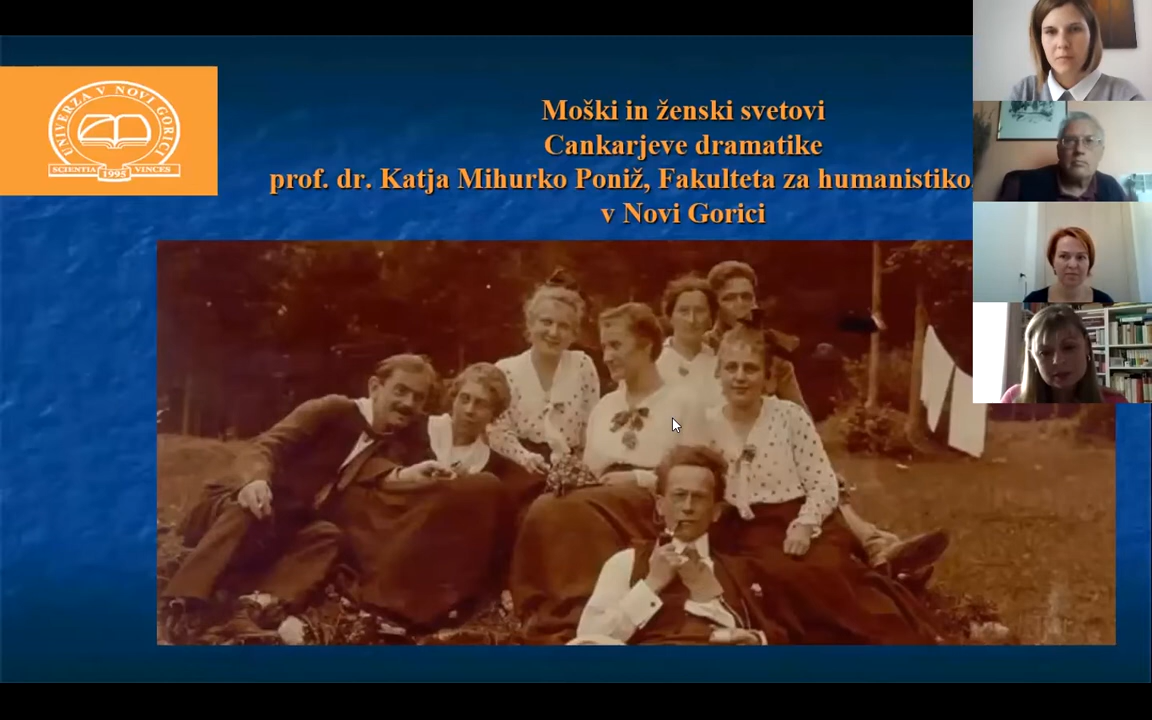 UNIVERZA V NOVI GORICI
SCIENTIA VINCES
1995
Moški in ženski svetovi
Cankarjeve dramatike
prof. dr. Katja Mihurko Poniž, Fakulteta za humanistiko
v Novi Gorici